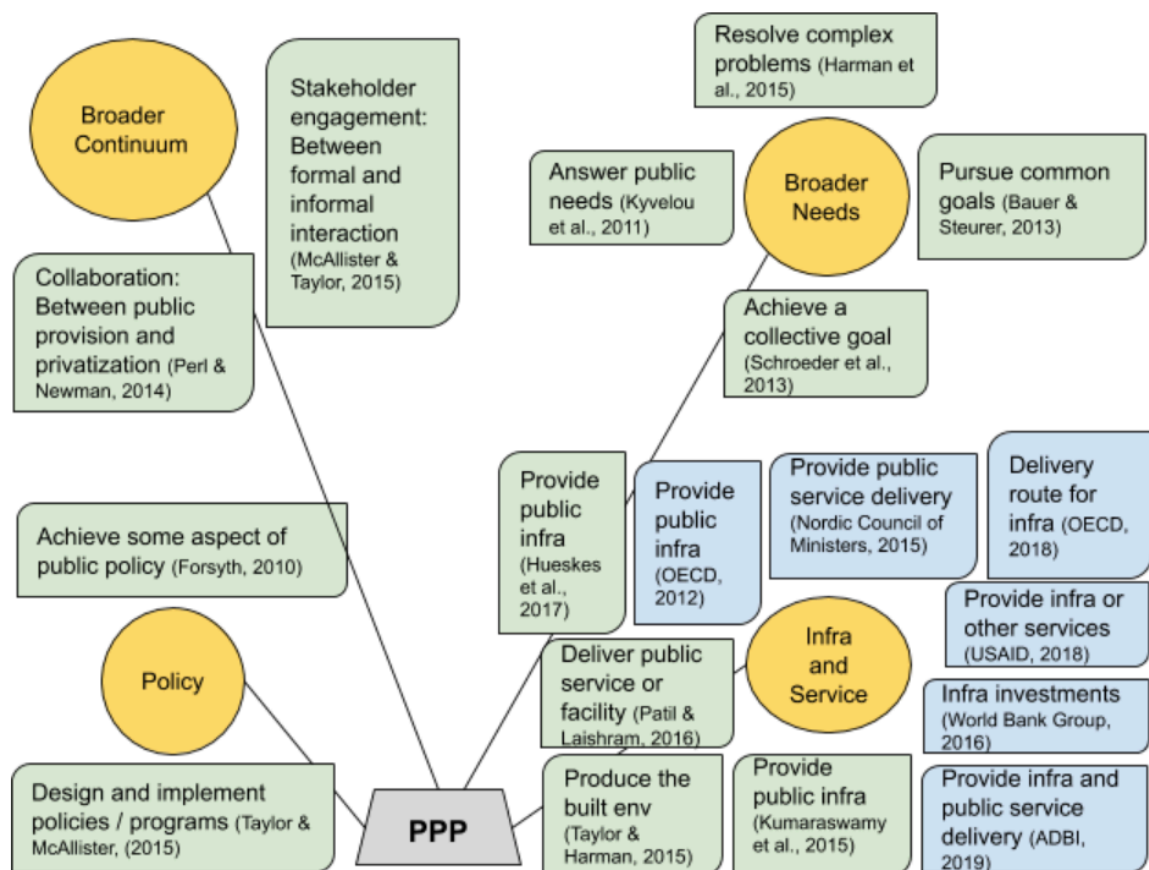 Broader
Continuum
Stakeholder
engagement:
Between
formal and
informal
interaction
(McAllister &
Taylor, 2015)
Collaboration:
Between public
provision and
privatization (Perl &
Newman, 2014)
Resolve complex
problems (Harman et
al., 2015)
Answer public
needs (Kyvelou
et al., 2011)
Broader
Needs
Pursue common
goals (Bauer &
Steurer, 2013)
Achieve a
collective goal
(Schroeder et al.,
2013)
Achieve some aspect of
public policy (Forsyth, 2010)
Policy
Design and implement
policies / programs (Taylor &
McAllister, (2015)
PPP
Provide
public
infra
(Hueskes
et al.,
2017)
Provide
public
infra
(OECD,
2012)
Provide public
service delivery
(Nordic Council of
Ministers, 2015)
Delivery
route for
infra (OECD,
2018)
Deliver public
service or
facility (Patil &
Laishram, 2016)
Infra
and
Service
Provide infra or
other services
(USAID, 2018)
Infra investments
(World Bank Group,
2016)
Produce the
built env
(Taylor &
Harman, 2015)
Provide
public infra
(Kumaraswamy
et al., 2015)
Provide infra and
public service
delivery (ADBI,
2019)